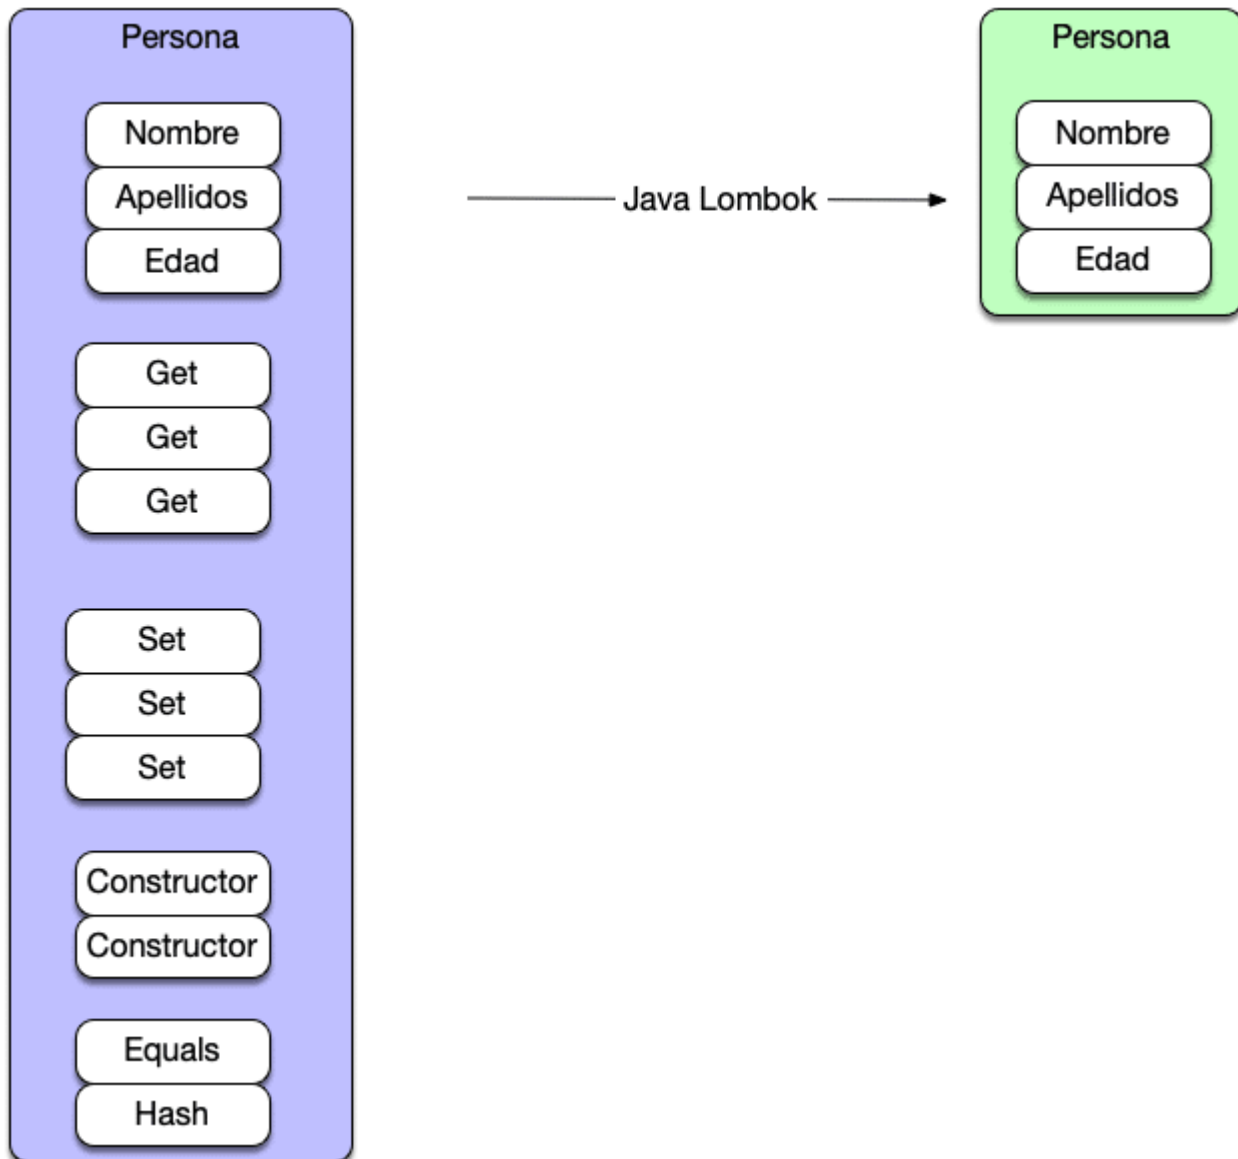 Persona
Nombre
Apellidos
Edad
Get
Get
Get
Set
Set
Set
Constructor
Constructor
Equals
Hash
Java Lombok
Persona
Nombre
Apellidos
Edad